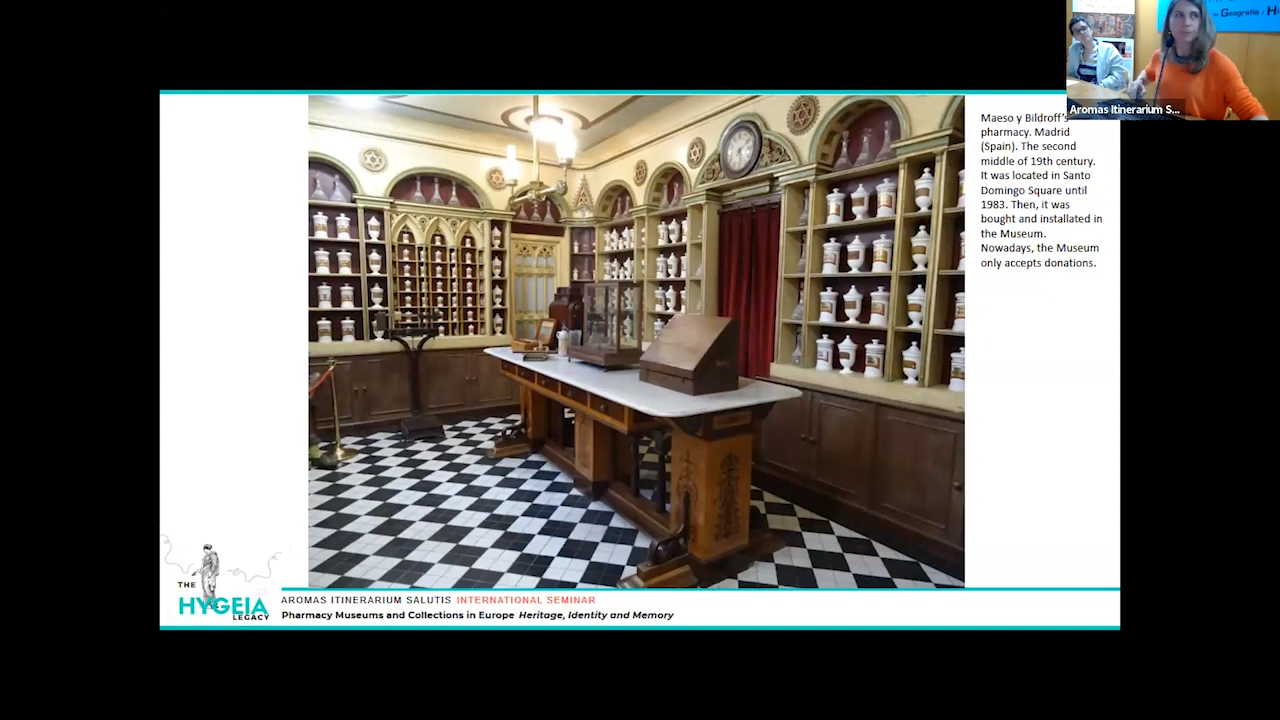 Geografia i H
Aromas Itinerarium S...
Maeso y Bildroff's
pharmacy. Madrid
(Spain). The second
middle of 19th century.
It was located in Santo
Domingo Square until
1983. Then, it was
bought and installated in
the Museum.
Nowadays, the Museum
only accepts donations.
THE
HYGEIA
LEGACY
AROMAS ITINERARIUM SALUTIS INTERNATIONAL SEMINAR
Pharmacy Museums and Collections in Europe Heritage, Identity and Memory